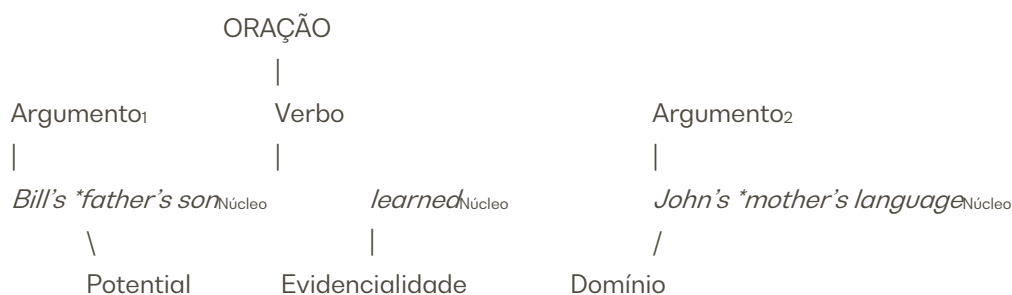 ORAÇÃO
|
Argumento₁ Verbo Argumento₂
| | |
Bill's *father's sonNúcleo learnedNúcleo John's *mother's languageNúcleo
\ | /
Potential Evidencialidade Domínio